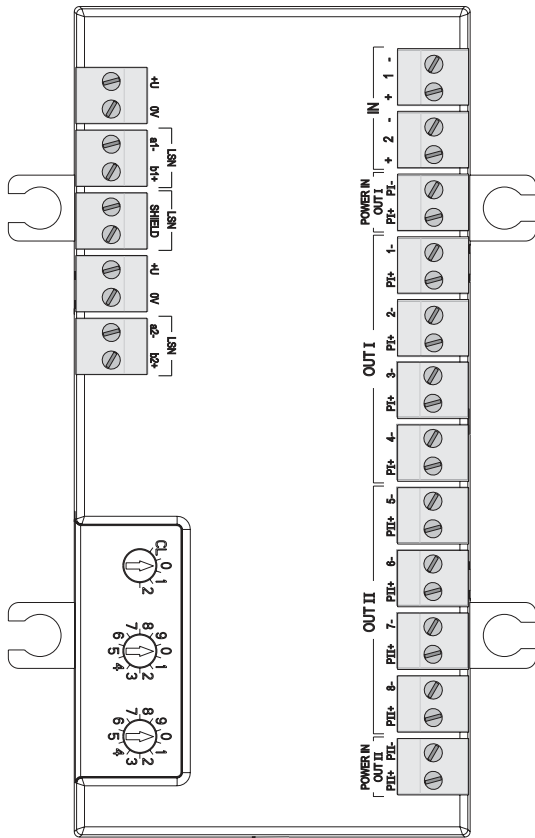 +U
0V
LSN
a1-
b1+
LSN
SHIELD
+U
0V
LSN
a2-
b2+
CL 0 1 2
0 1 2 3 4 5 6 7 8 9
0 1 2 3 4 5 6 7 8 9
IN
+ 1 -
+ 2 -
POWER IN
OUT I
PI+ PI-
OUT I
PI+ 1-
PI+ 2-
PI+ 3-
PI+ 4-
OUT II
PII+ 5-
PII+ 6-
PII+ 7-
PII+ 8-
POWER IN
OUT II
PII+ PII-